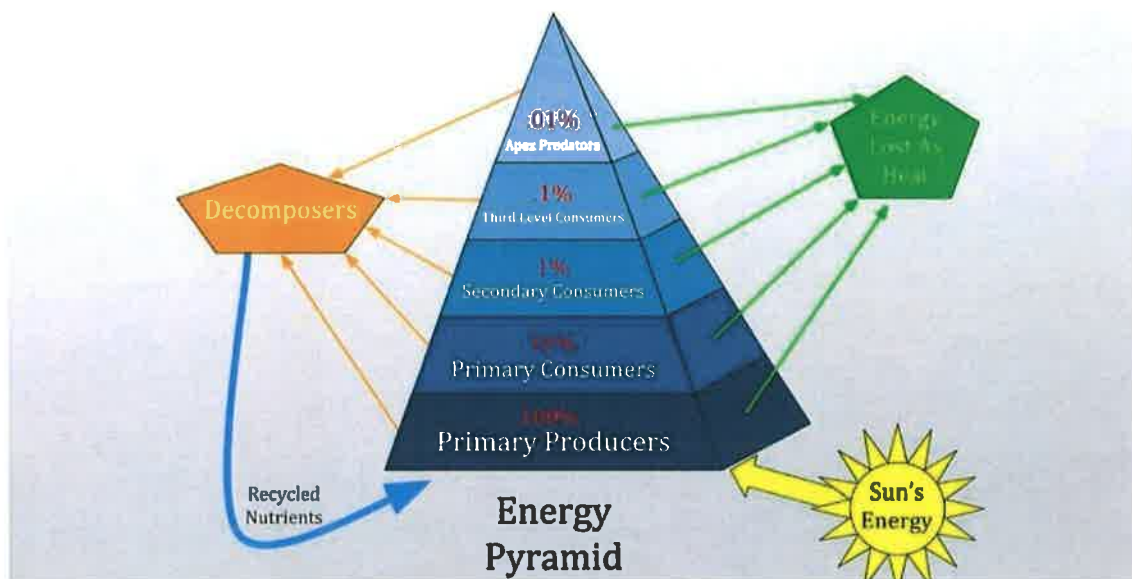 .01%
Apex Predators
.1%
Third Level Consumers
1%
Secondary Consumers
Primary Consumers
100%
Primary Producers
Decomposers
Energy
Lost As
Heat
Recycled
Nutrients
Sun's
Energy
Energy
Pyramid